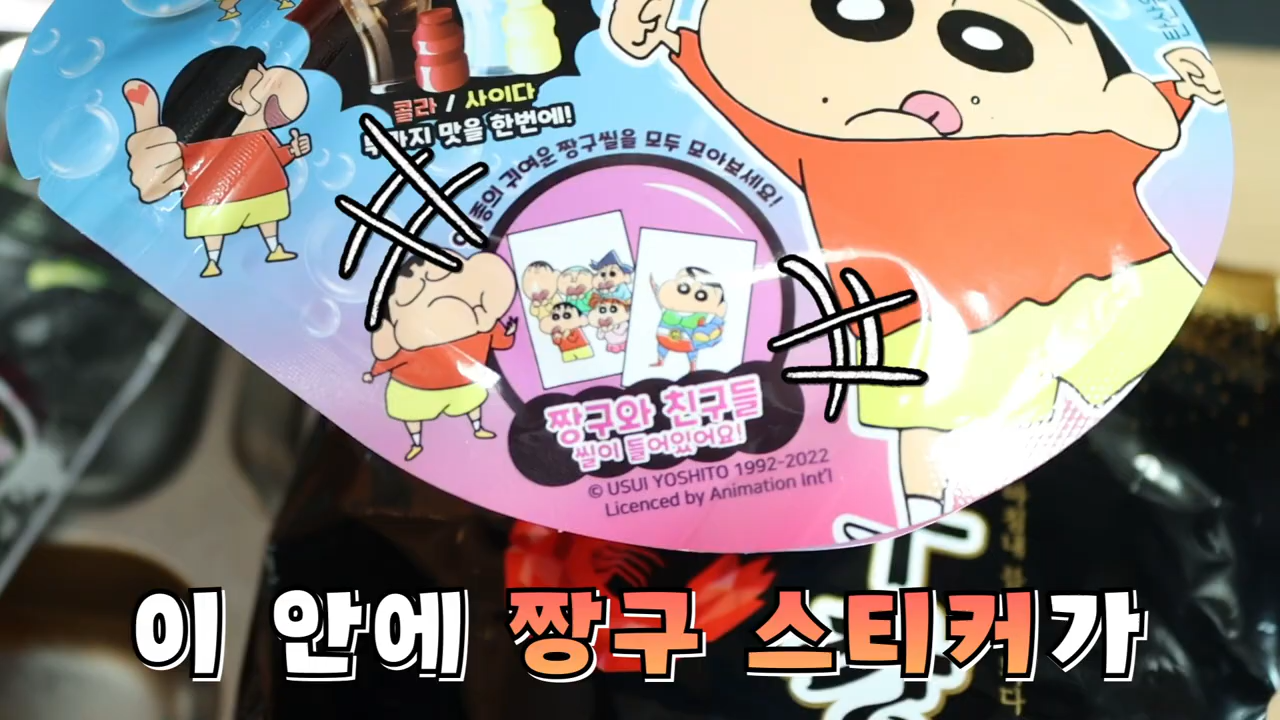 콜라 / 사이다
두가지 맛을 한번에!
귀여운 짱구씰을 모두 모아보세요!
짱구와 친구들
씰이 들어있어요!
© USUI YOSHITO 1992-2022
Licenced by Animation Int'l
이 안에 짱구 스티커가